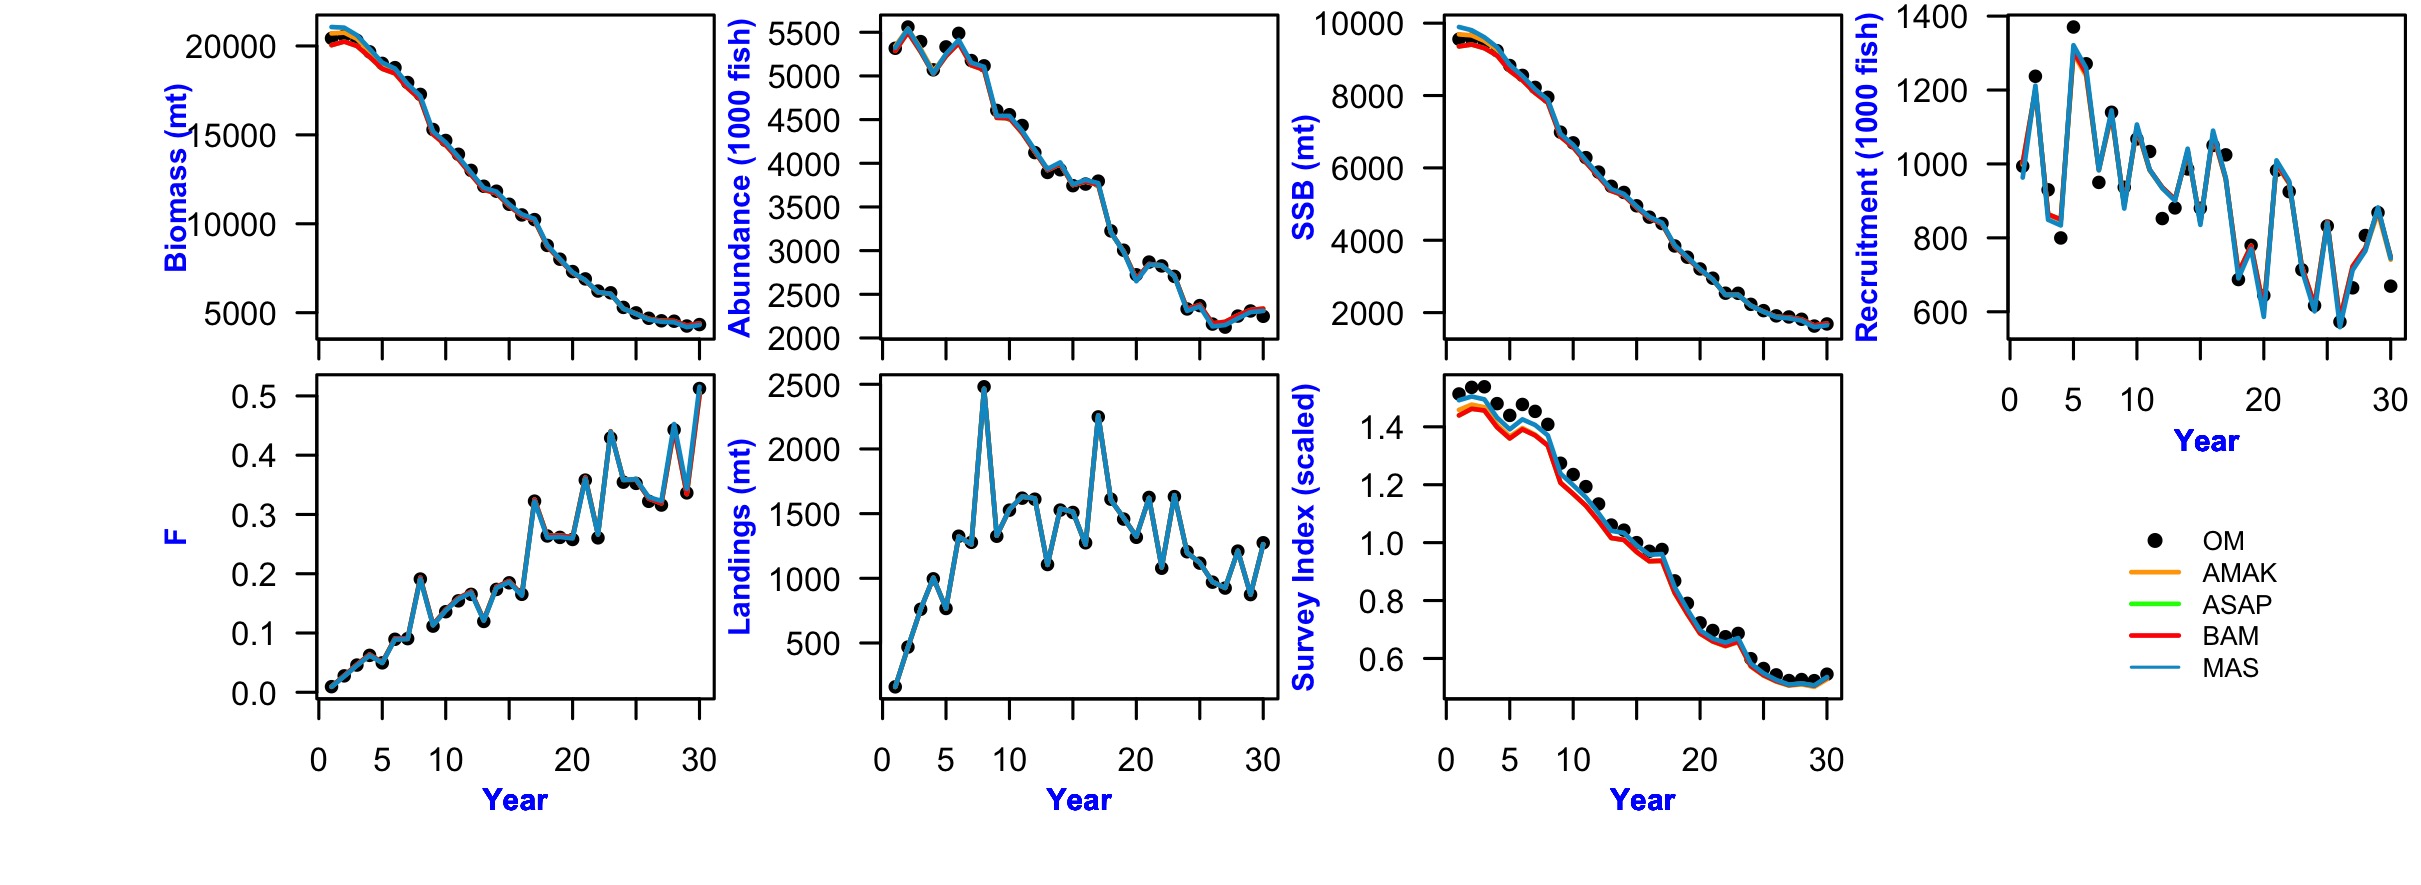 Biomass (mt)
20000
15000
10000
5000
Abundance (1000 fish)
5500
5000
4500
4000
3500
3000
2500
2000
SSB (mt)
10000
8000
6000
4000
2000
Recruitment (1000 fish)
1400
1200
1000
800
600
0 5 10 20 30
Year
F
0.5
0.4
0.3
0.2
0.1
0.0
0 5 10 20 30
Year
Landings (mt)
2500
2000
1500
1000
500
0 5 10 20 30
Year
Survey Index (scaled)
1.4
1.2
1.0
0.8
0.6
0 5 10 20 30
Year
OM
AMAK
ASAP
BAM
MAS